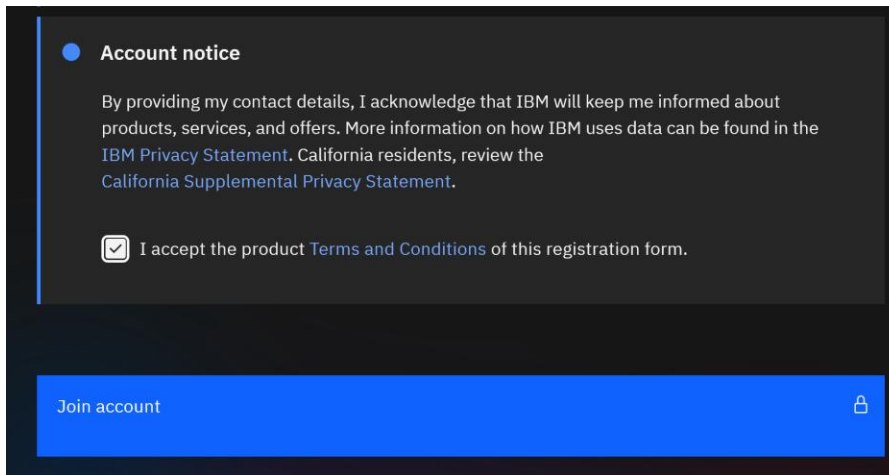 Account notice
By providing my contact details, I acknowledge that IBM will keep me informed about
products, services, and offers. More information on how IBM uses data can be found in the
IBM Privacy Statement. California residents, review the
California Supplemental Privacy Statement.
I accept the product Terms and Conditions of this registration form.
Join account